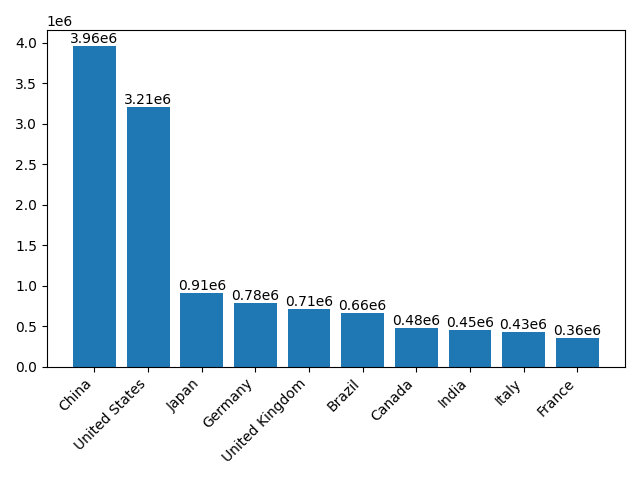 1e6
4.0
3.5
3.0
2.5
2.0
1.5
1.0
0.5
0.0
3.96e6
3.21e6
0.91e6
0.78e6
0.71e6
0.66e6
0.48e6
0.45e6
0.43e6
0.36e6
China
United States
Japan
Germany
United Kingdom
Brazil
Canada
India
Italy
France